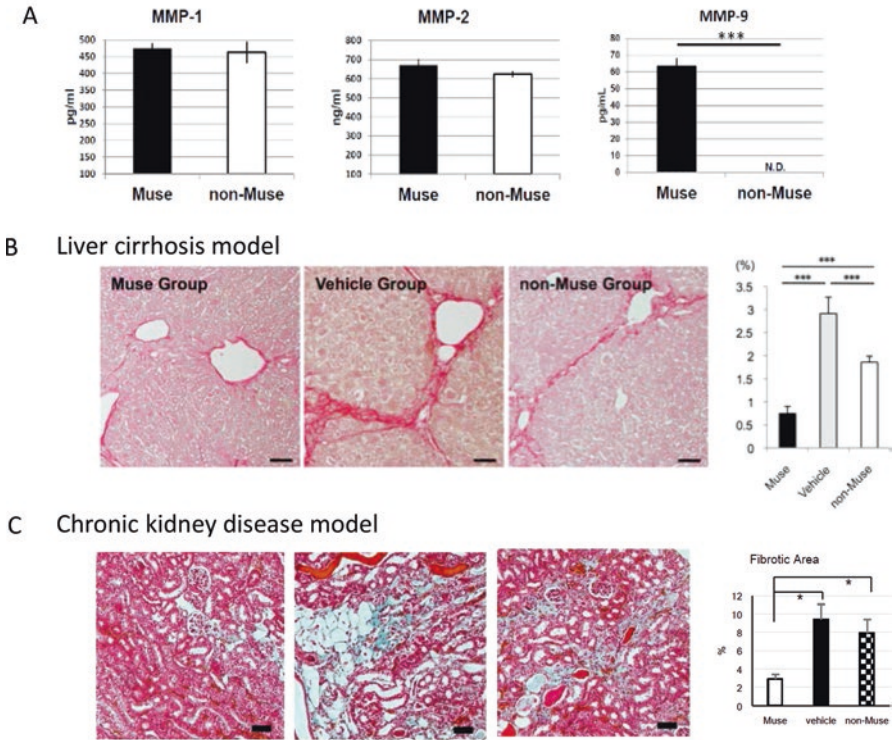 A
MMP-1
pg/ml
500
450
400
350
300
250
200
150
100
Muse
non-Muse
MMP-2
ng/ml
800
700
600
500
400
300
200
100
Muse
non-Muse
MMP-9
***
pg/mL
80
70
60
50
40
30
20
10
0
N.D.
Muse
non-Muse
B Liver cirrhosis model
Muse Group
Vehicle Group
non-Muse Group
(%)
***
*** ***
3.5
3
2.5
2
1.5
1
0.5
0
Muse
Vehicle
non-Muse
C Chronic kidney disease model
Fibrotic Area
*
*
%
12
10
8
6
4
2
0
Muse
vehicle
non-Muse